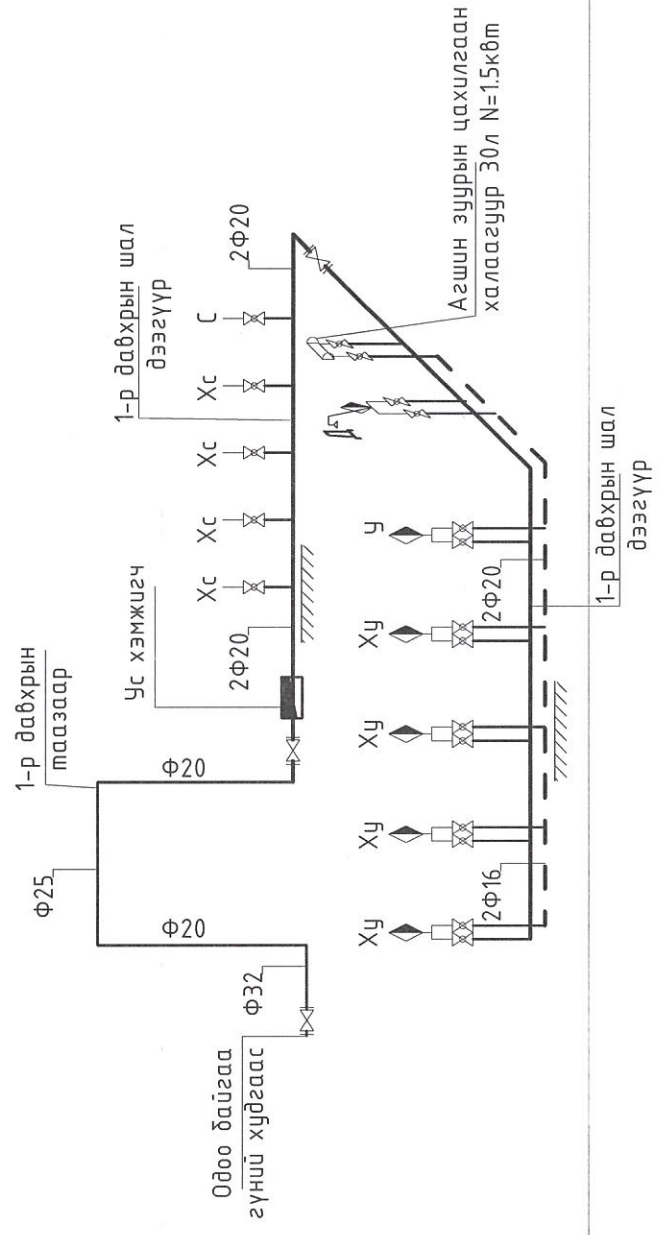 Одоо байгаа
гүний худгаас
Ф32
Ф20
Ф25
1-р давхрын
таазаар
Ф20
Ус хэмжигч
2Ф20
Хс
Хс
Хс
Хс
С
1-р давхрын шал
дээгүүр
2Ф20
Агшин зуурын цахилгаан
халаагуур 30л N=1.5квт
Ху
Ху
Ху
Ху
У
2Ф16
2Ф20
1-р давхрын шал
дээгүүр